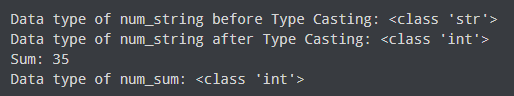 Data type of num_string before Type Casting: <class 'str'>
Data type of num_string after Type Casting: <class 'int'>
Sum: 35
Data type of num_sum: <class 'int'>